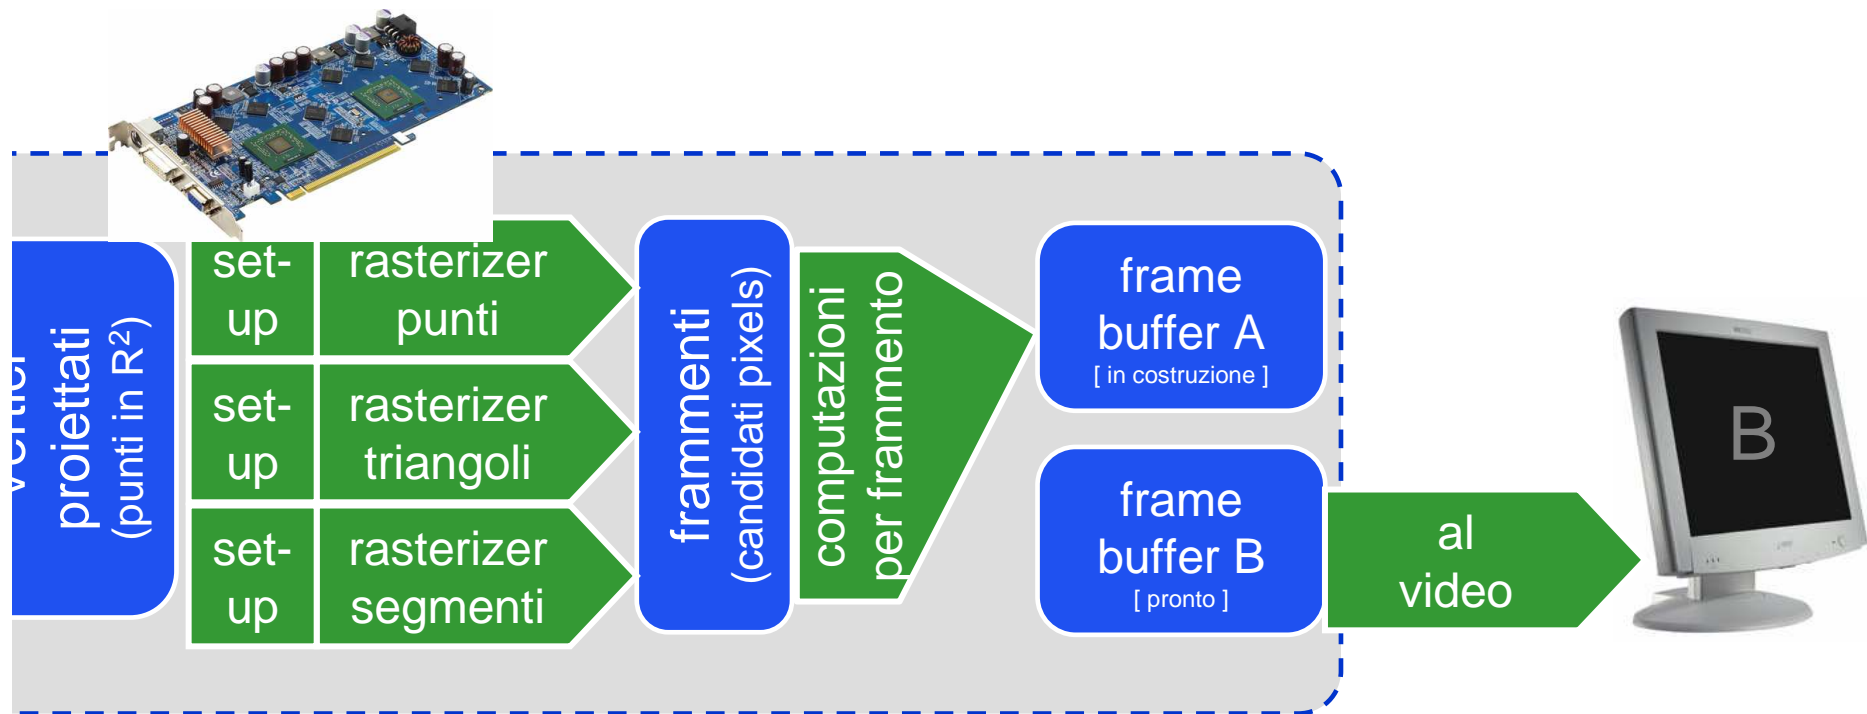 proiettati
(punti in R²)
set-
up
rasterizer
punti
set-
up
rasterizer
triangoli
set-
up
rasterizer
segmenti
frammenti
(candidati pixels)
computazioni
per frammento
frame
buffer A
[ in costruzione ]
frame
buffer B
[ pronto ]
al
video
B